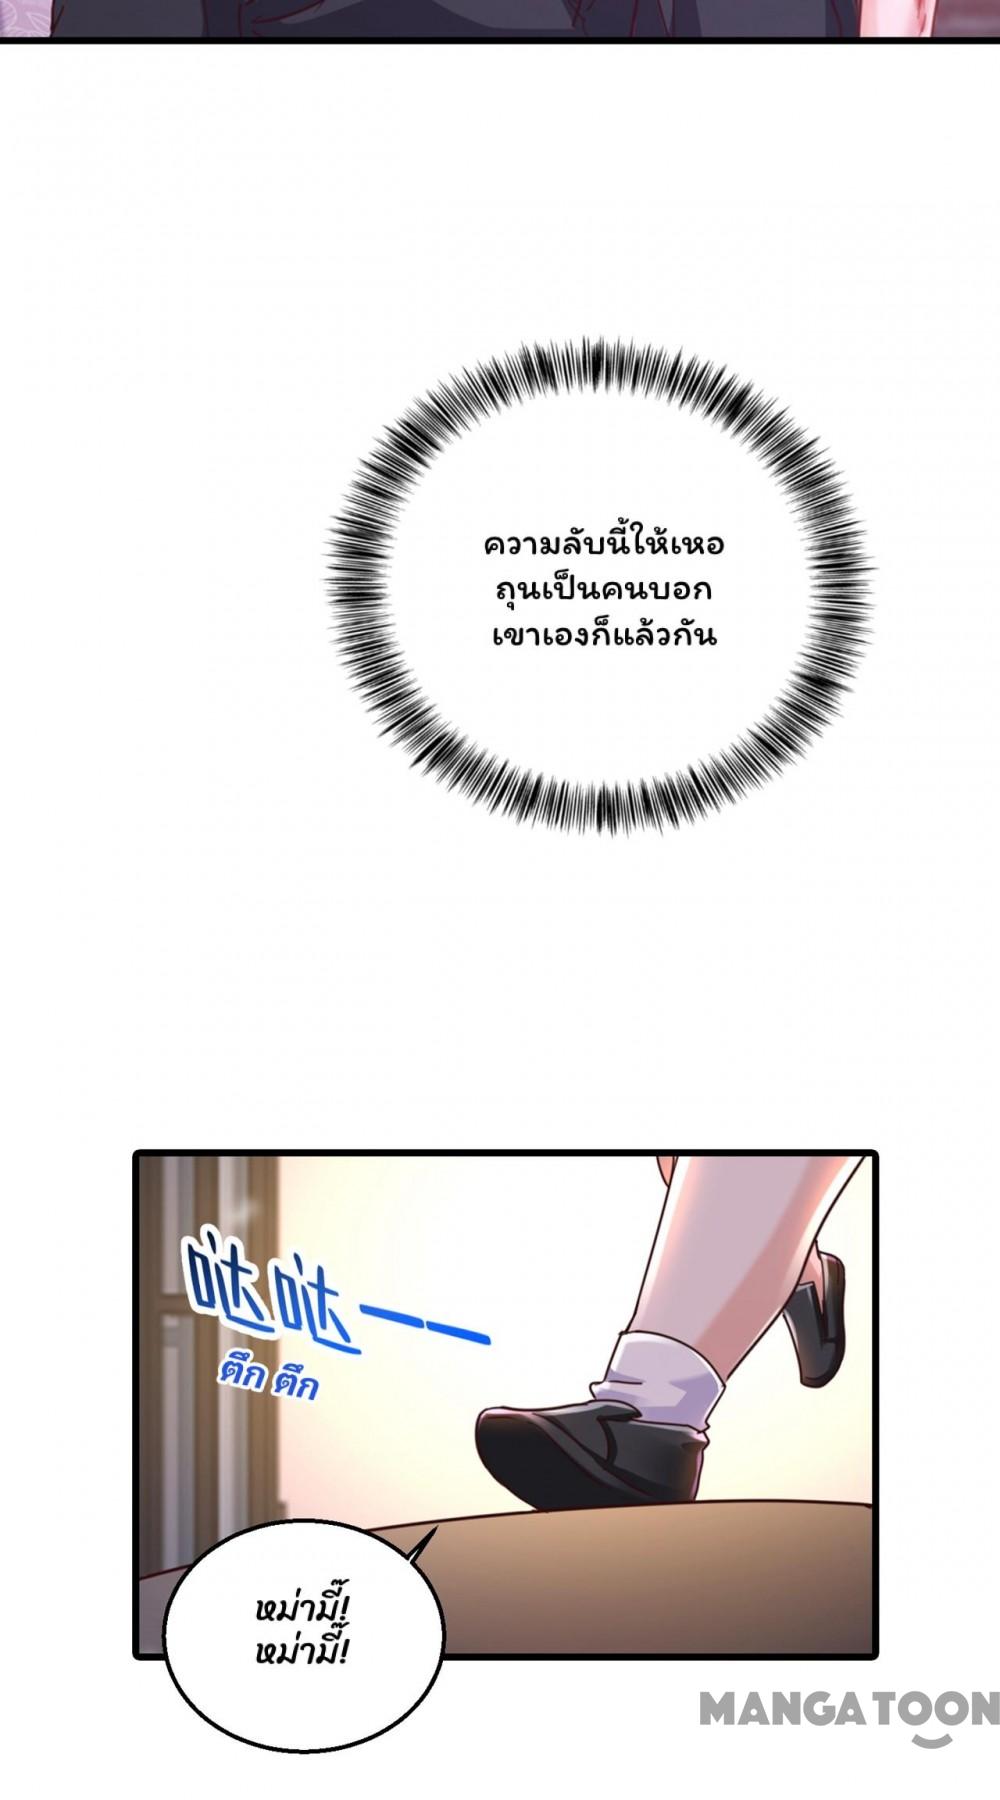 ความลับนี้ให้เหอ
ถุนเป็นคนบอก
เขาเองก็แล้วกัน
哒哒——
ตึก ตึก
หม่ามี๊!
หม่ามี๊!
MANGATOON